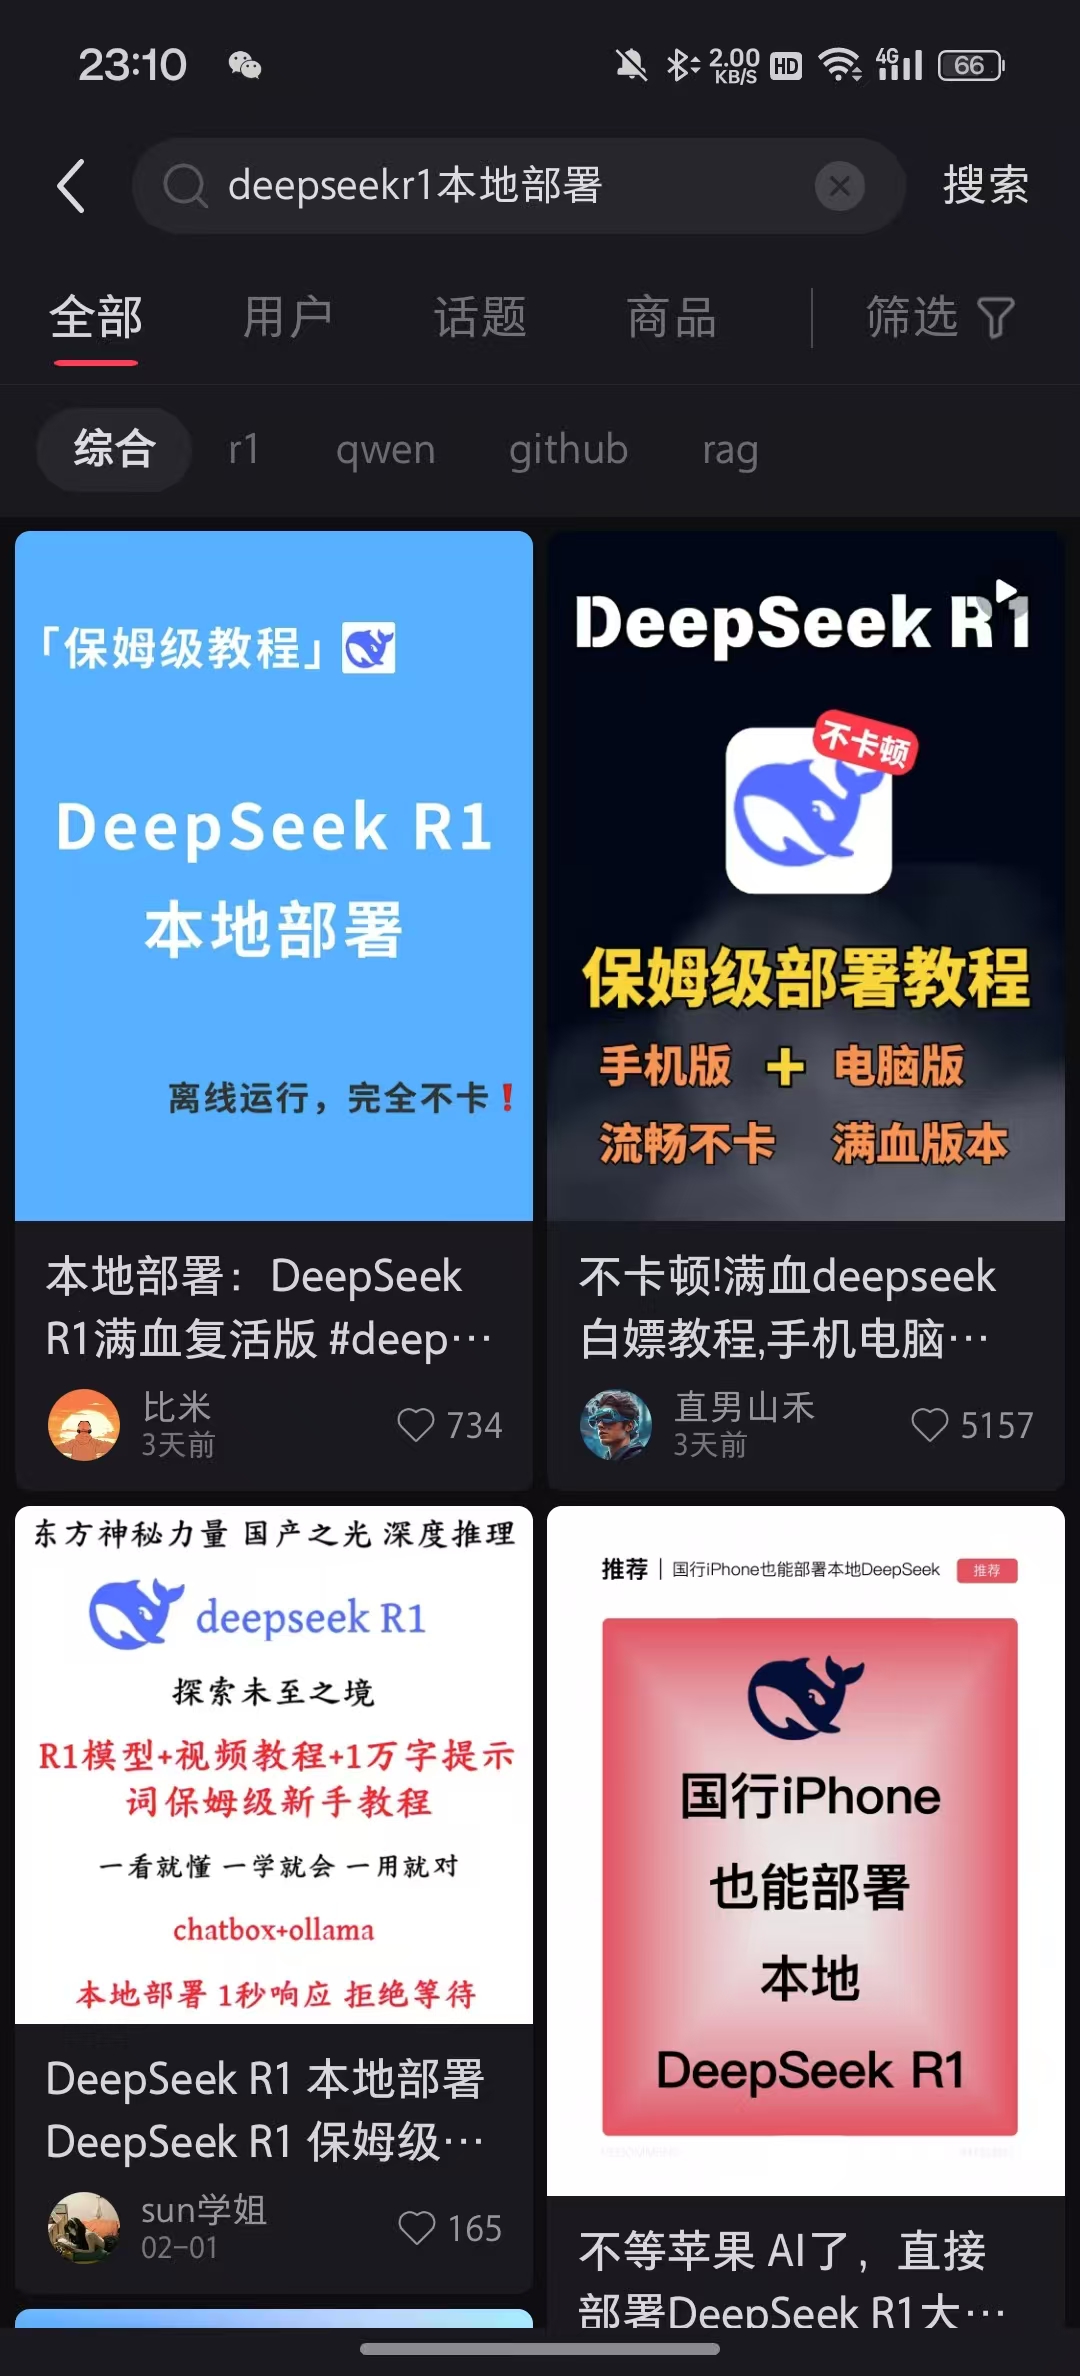 23:10
2.00
KB/S
HD
4G
66
deepseekr1本地部署
搜索
全部
用户
话题
商品
筛选
综合
r1
qwen
github
rag
「保姆级教程」
DeepSeek R1
本地部署
离线运行，完全不卡❗
本地部署：DeepSeek
R1满血复活版 #deep…
比米
3天前
734
DeepSeek R1
不卡顿
保姆级部署教程
手机版 + 电脑版
流畅不卡 满血版本
不卡顿!满血deepseek
白嫖教程,手机电脑…
直男山禾
3天前
5157
东方神秘力量 国产之光 深度推理
deepseek R1
探索未至之境
R1模型+视频教程+1万字提示
词保姆级新手教程
一看就懂 一学就会 一用就对
chatbox+ollama
本地部署 1秒响应 拒绝等待
DeepSeek R1 本地部署
DeepSeek R1 保姆级…
sun学姐
02-01
165
推荐 | 国行iPhone也能部署本地DeepSeek
推荐
国行iPhone
也能部署
本地
DeepSeek R1
不等苹果 AI了，直接
部署DeepSeek R1大…